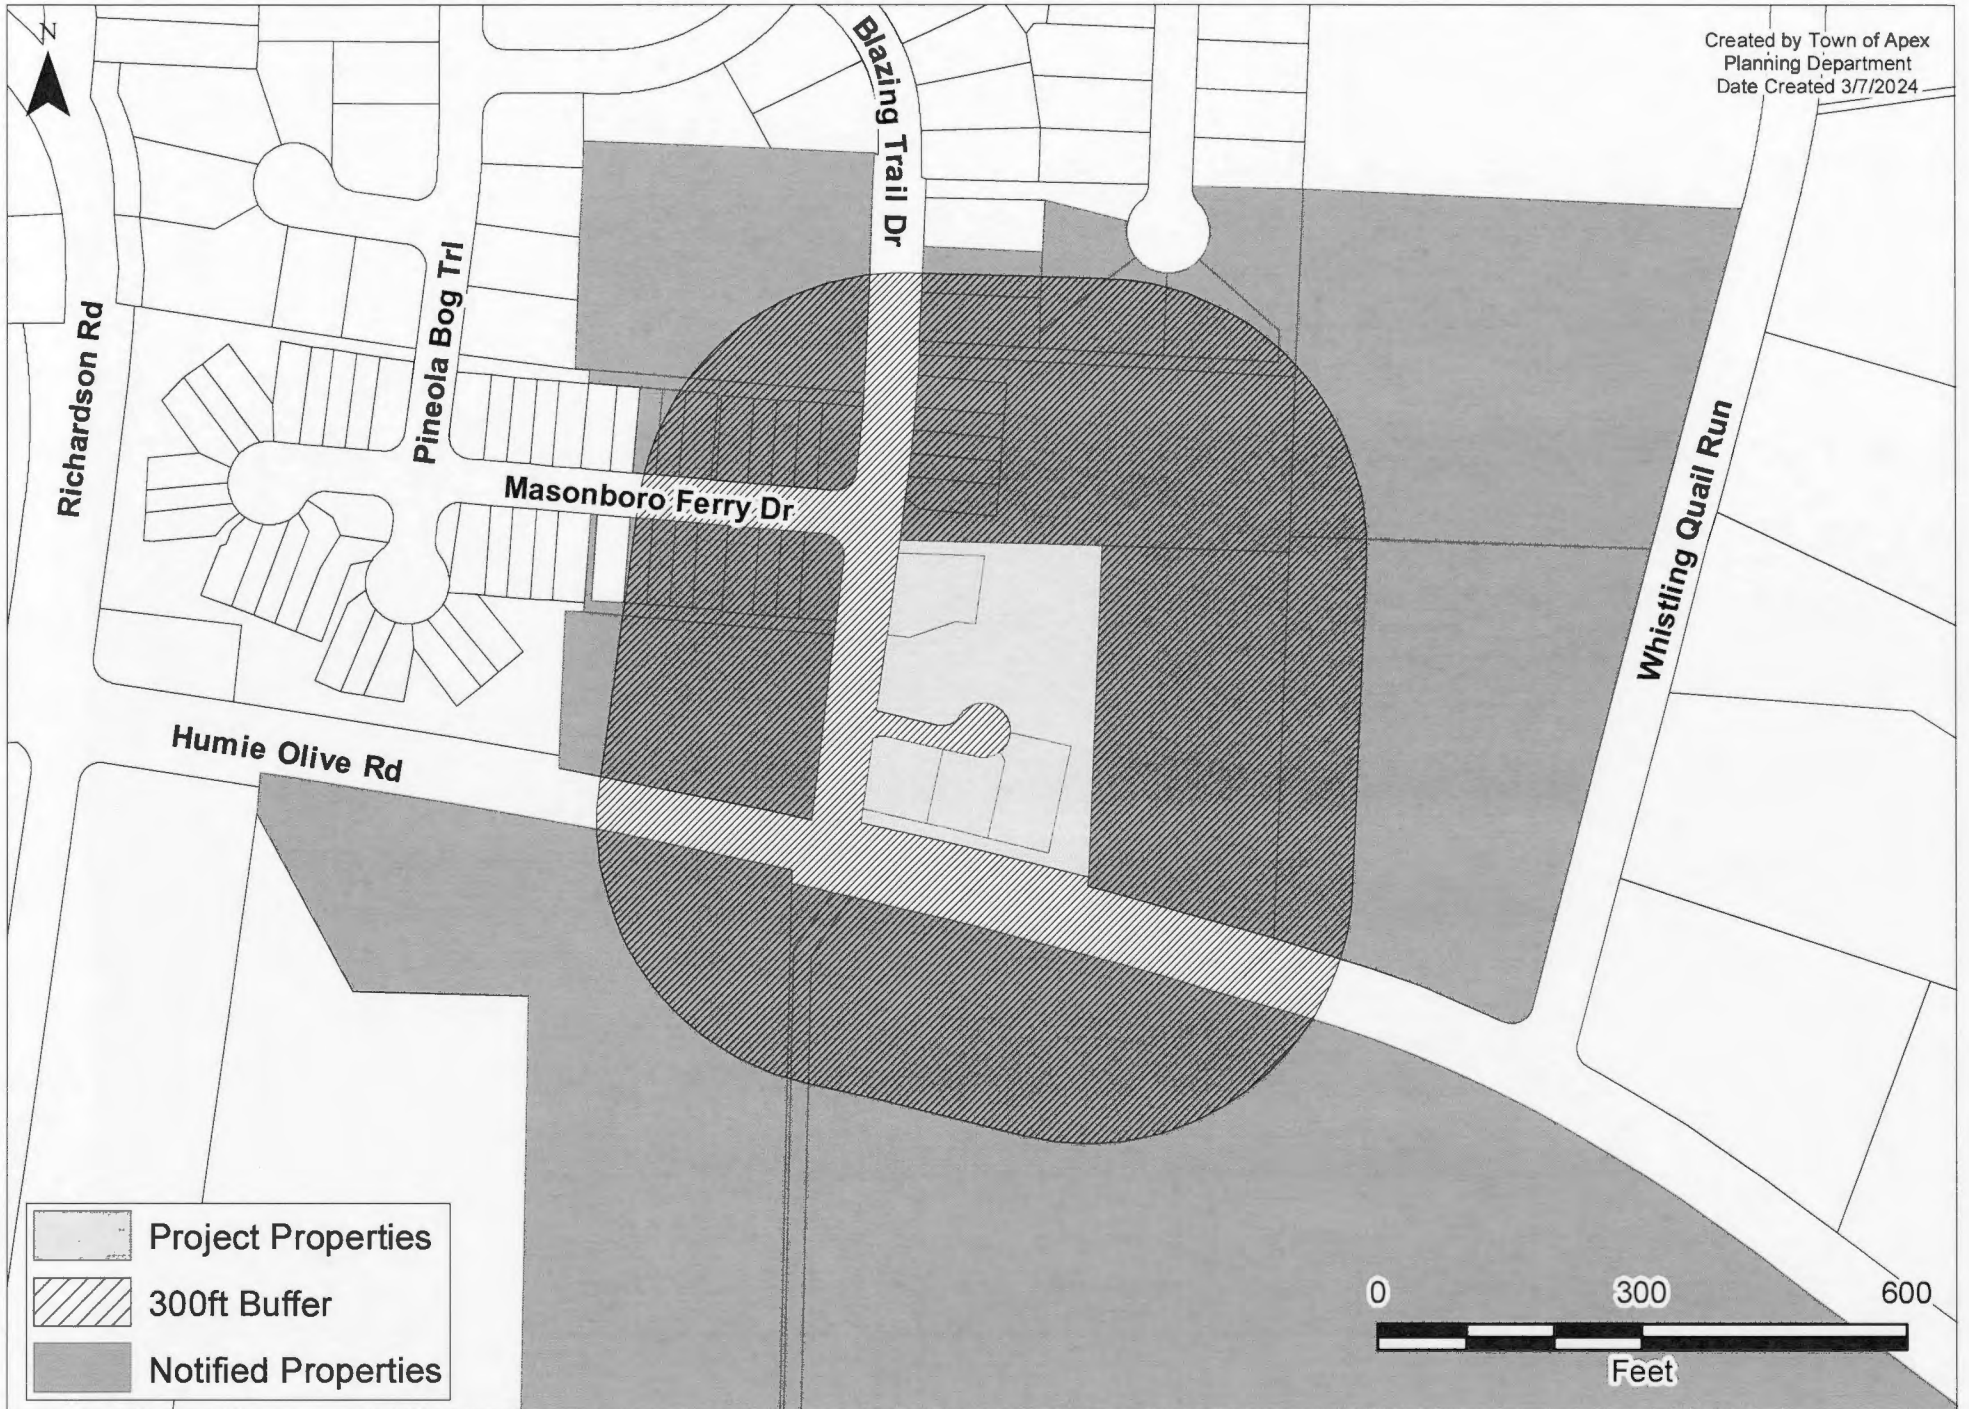 N
Created by Town of Apex
Planning Department
Date Created 3/7/2024
Blazing Trail Dr
Richardson Rd
Pineola Bog Trl
Masonboro Ferry Dr
Whistling Quail Run
Humie Olive Rd
Project Properties
300ft Buffer
Notified Properties
0 300 600
Feet